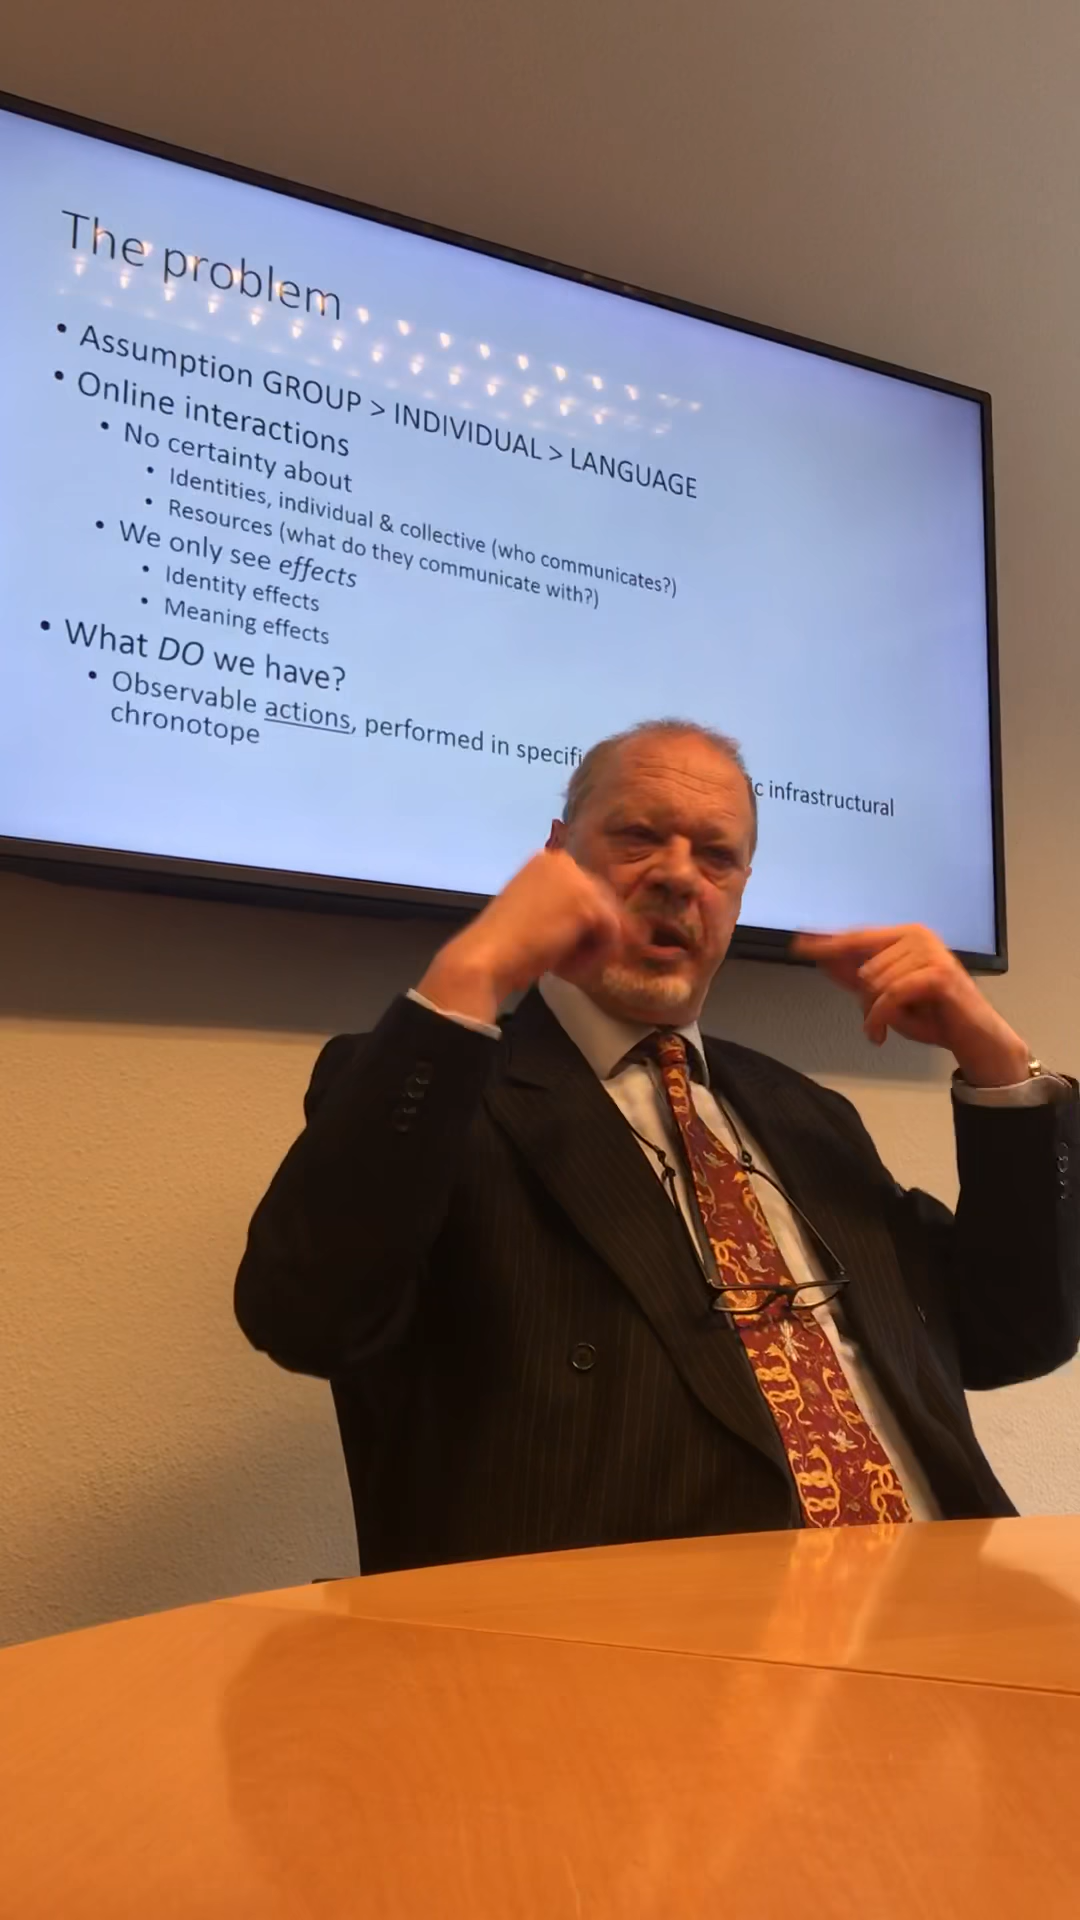 The problem
• Assumption GROUP > INDIVIDUAL > LANGUAGE
• Online interactions
• No certainty about
• Identities, individual & collective (who communicates?)
• Resources (what do they communicate with?)
• We only see effects
• Identity effects
• Meaning effects
• What DO we have?
• Observable actions, performed in infrastructural
chronotope